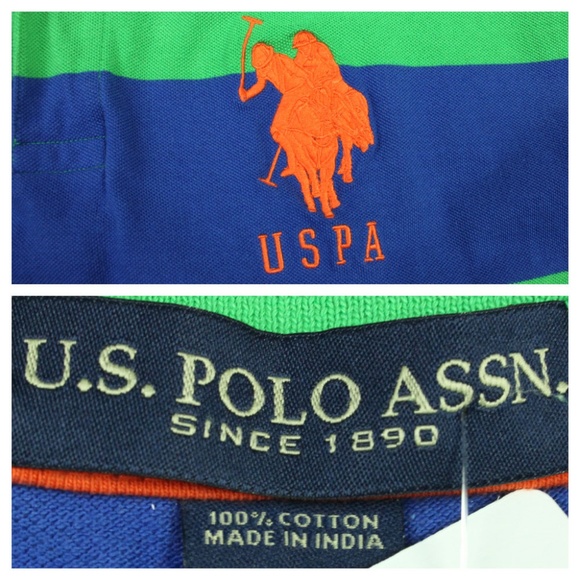 USPA
U.S. POLO ASSN.
SINCE 1890
100% COTTON
MADE IN INDIA